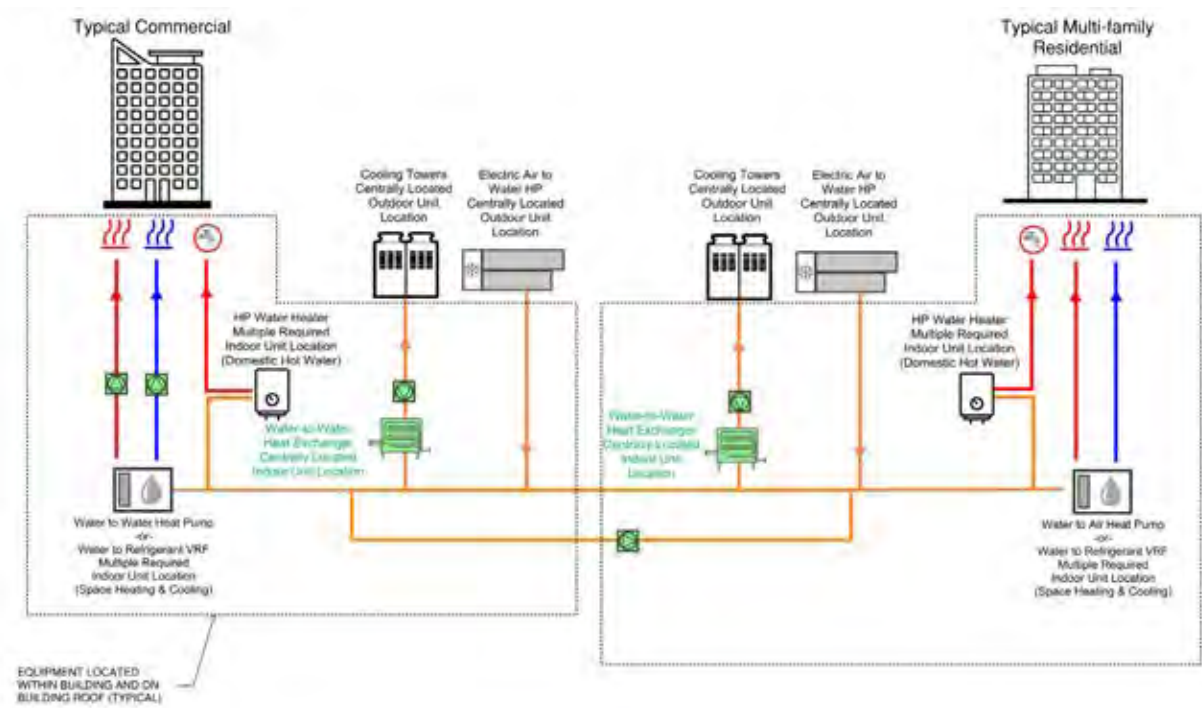 Typical Commercial
Typical Multi-family
Residential
Cooling Towers
Centrally Located
Outdoor Unit
Location
Electric Air to
Water HP
Centrally Located
Outdoor Unit
Location
Cooling Towers
Centrally Located
Outdoor Unit
Location
Electric Air to
Water HP
Centrally Located
Outdoor Unit
Location
HP Water Heater
Multiple Required
Indoor Unit Location
(Domestic Hot Water)
HP Water Heater
Multiple Required
Indoor Unit Location
(Domestic Hot Water)
Water-to-Water
Heat Exchanger
Centrally Located
Indoor Unit Location
Water-to-Water
Heat Exchanger
Centrally Located
Indoor Unit
Location
Water to Water Heat Pump
-or-
Water to Refrigerant VRF
Multiple Required
Indoor Unit Location
(Space Heating & Cooling)
Water to Air Heat Pump
-or-
Water to Refrigerant VRF
Multiple Required
Indoor Unit Location
(Space Heating & Cooling)
EQUIPMENT LOCATED
WITHIN BUILDING AND ON
BUILDING ROOF (TYPICAL)